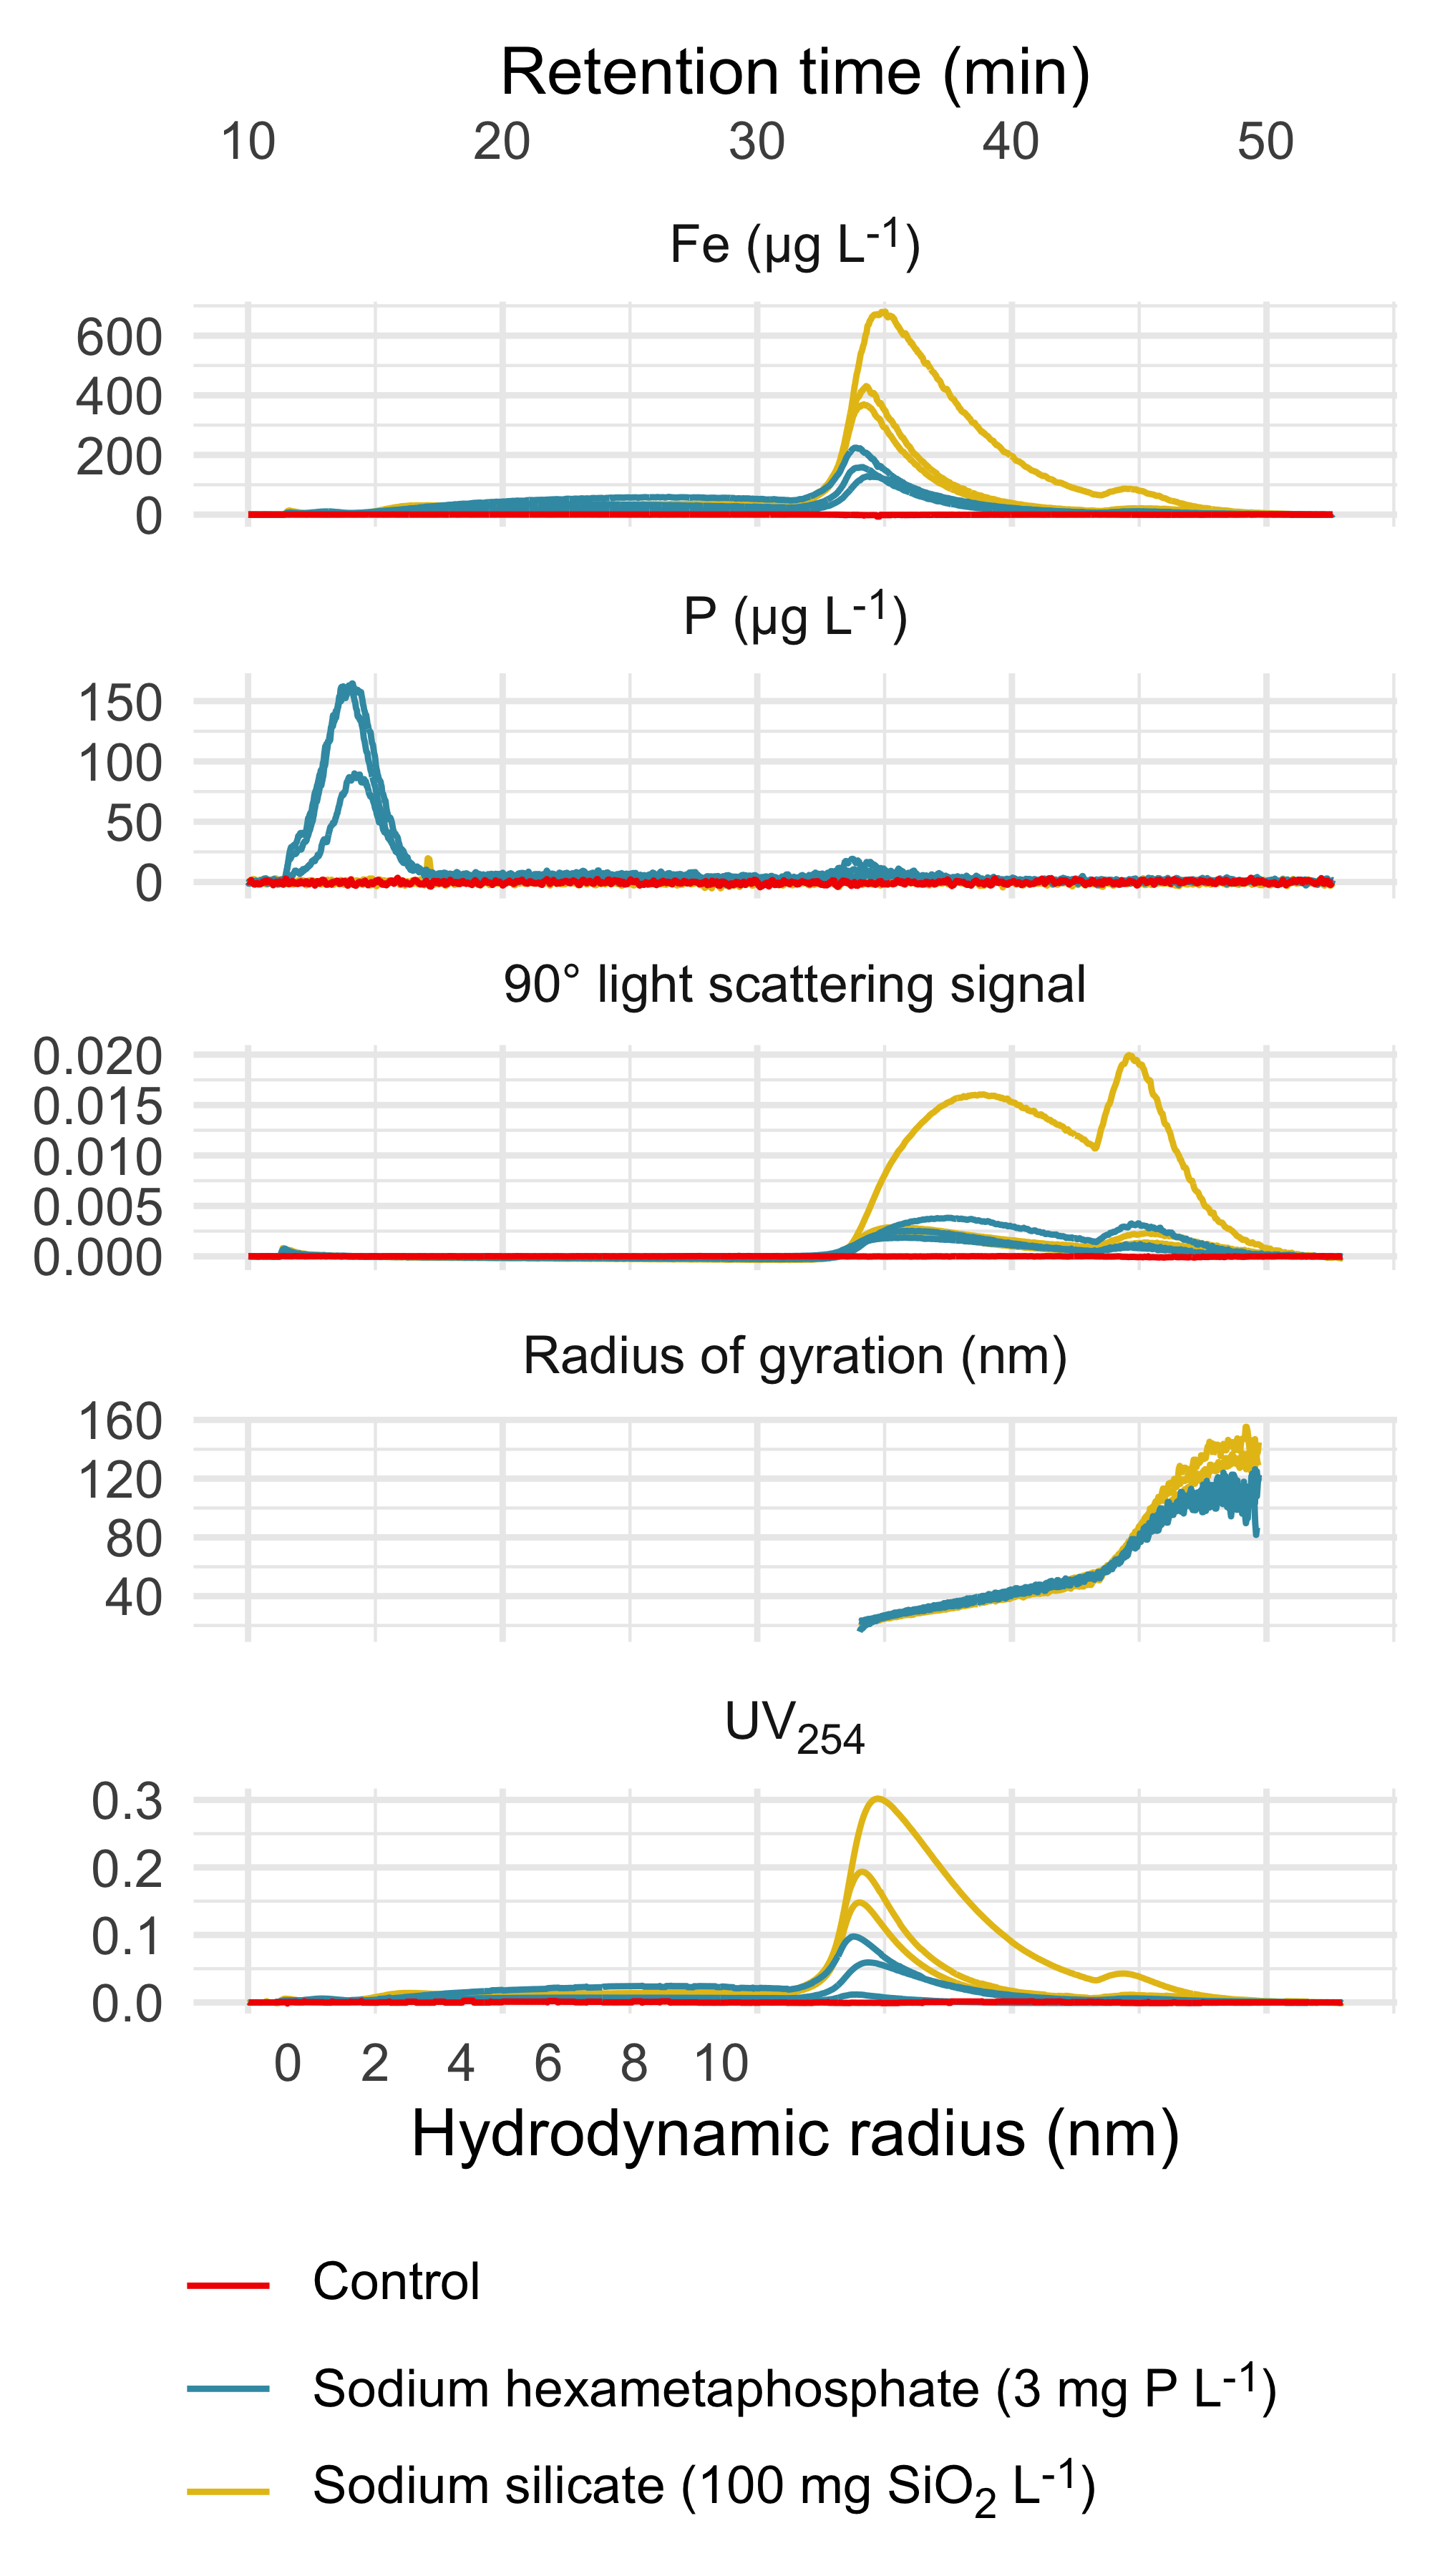 Retention time (min)
10 20 30 40 50
Fe (µg L-1)
600
400
200
0
P (µg L-1)
150
100
50
0
90° light scattering signal
0.020
0.015
0.010
0.005
0.000
Radius of gyration (nm)
160
120
80
40
UV254
0.3
0.2
0.1
0.0
0 2 4 6 8 10
Hydrodynamic radius (nm)
Control
Sodium hexametaphosphate (3 mg P L-1)
Sodium silicate (100 mg SiO2 L-1)